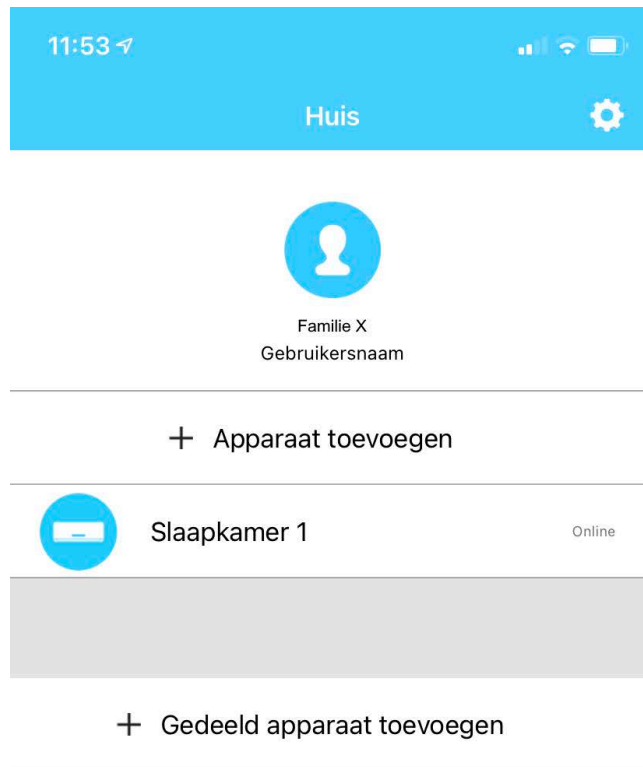 11:53
Huis
Familie X
Gebruikersnaam
+ Apparaat toevoegen
Slaapkamer 1
Online
+ Gedeeld apparaat toevoegen